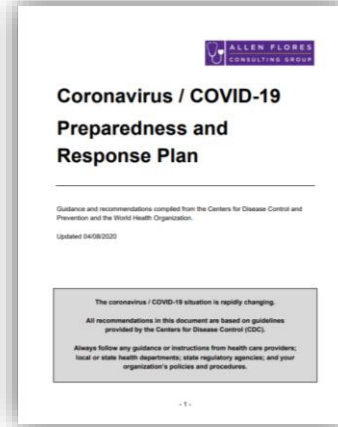 ALLEN FLORES
CONSULTING GROUP
Coronavirus / COVID-19
Preparedness and
Response Plan
Guidance and recommendations compiled from the Centers for Disease Control and
Prevention and the World Health Organization.
Updated 04/08/2020
The coronavirus / COVID-19 situation is rapidly changing.
All recommendations in this document are based on guidelines
provided by the Centers for Disease Control (CDC).
Always follow any guidance or instructions from health care providers;
local or state health departments; state regulatory agencies; and your
organization's policies and procedures.
- 1 -